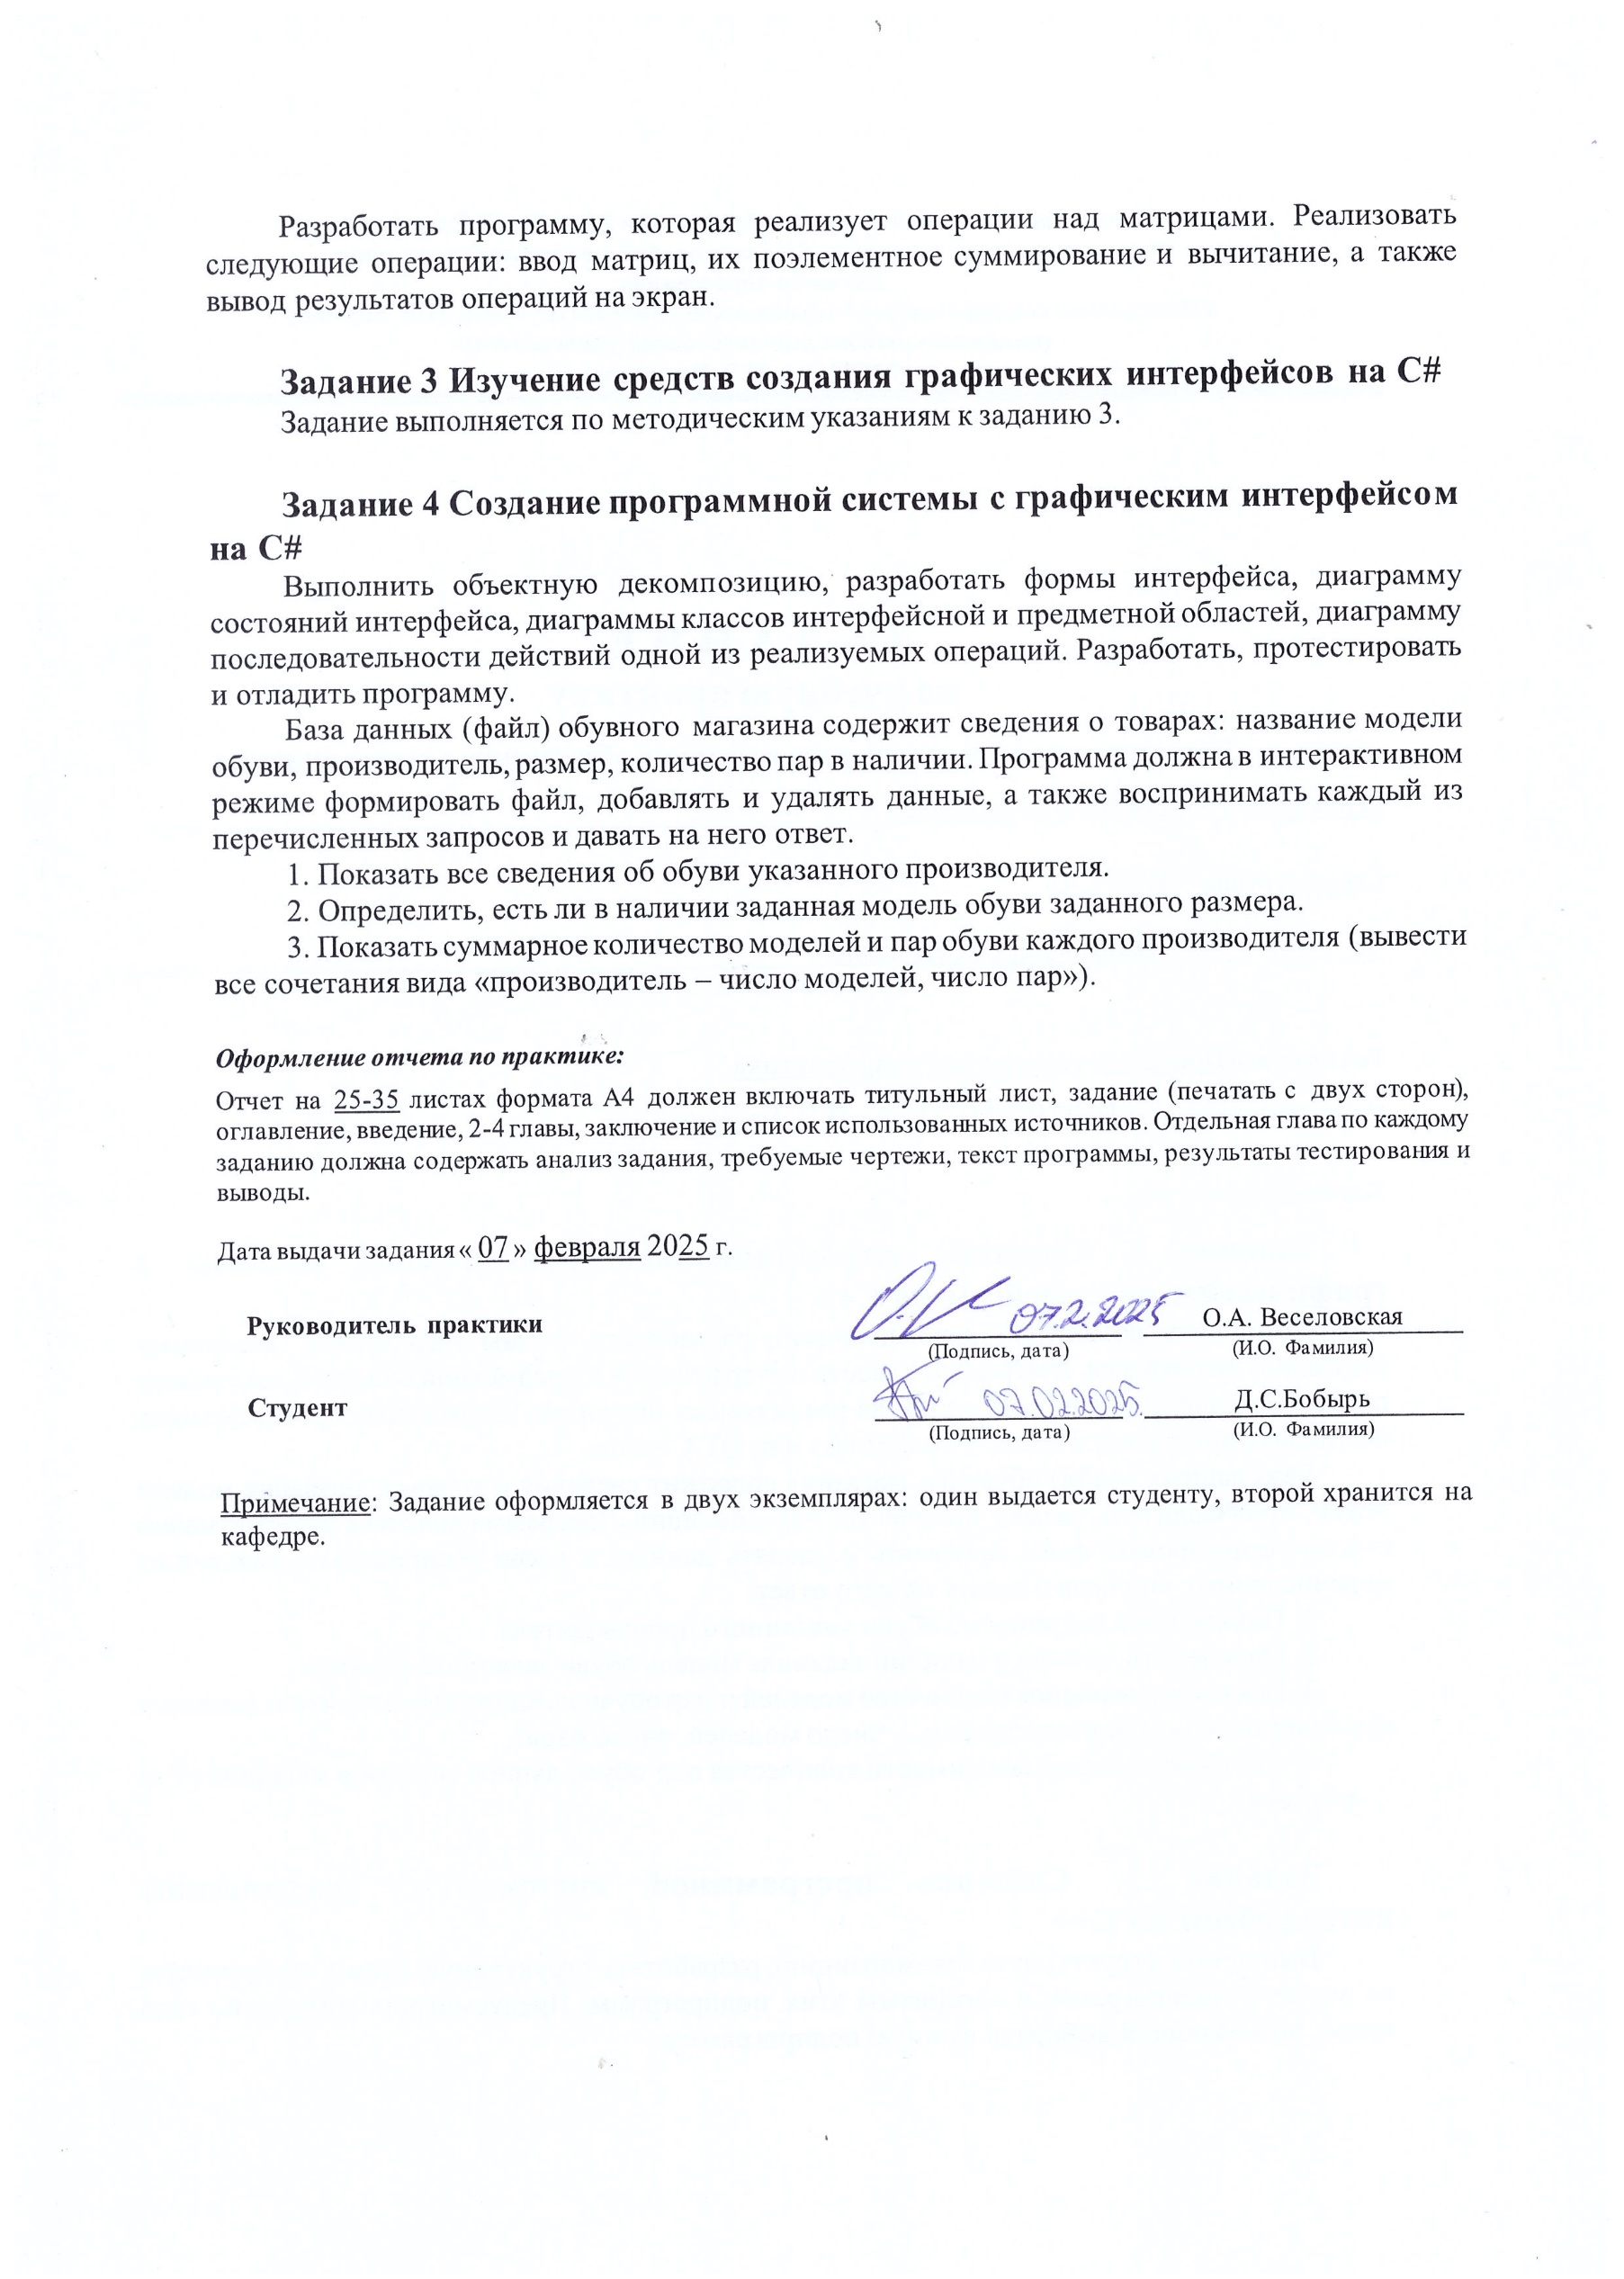 Разработать программу, которая реализует операции над матрицами. Реализовать
следующие операции: ввод матриц, их поэлементное суммирование и вычитание, а также
вывод результатов операций на экран.
Задание 3 Изучение средств создания графических интерфейсов на C#
Задание выполняется по методическим указаниям к заданию 3.
Задание 4 Создание программной системы с графическим интерфейсом
на C#
Выполнить объектную декомпозицию, разработать формы интерфейса, диаграмму
состояний интерфейса, диаграммы классов интерфейсной и предметной областей, диаграмму
последовательности действий одной из реализуемых операций. Разработать, протестировать
и отладить программу.
База данных (файл) обувного магазина содержит сведения о товарах: название модели
обуви, производитель, размер, количество пар в наличии. Программа должна в интерактивном
режиме формировать файл, добавлять и удалять данные, а также воспринимать каждый из
перечисленных запросов и давать на него ответ.
1. Показать все сведения об обуви указанного производителя.
2. Определить, есть ли в наличии заданная модель обуви заданного размера.
3. Показать суммарное количество моделей и пар обуви каждого производителя (вывести
все сочетания вида «производитель – число моделей, число пар»).
Оформление отчета по практике:
Отчет на 25-35 листах формата А4 должен включать титульный лист, задание (печатать с двух сторон),
оглавление, введение, 2-4 главы, заключение и список использованных источников. Отдельная глава по каждому
заданию должна содержать анализ задания, требуемые чертежи, текст программы, результаты тестирования и
выводы.
Дата выдачи задания « 07 » февраля 2025 г.
Руководитель практики 07.2.2025 О.А. Веселовская
(Подпись, дата) (И.О. Фамилия)
Студент 07.02.2025. Д.С.Бобырь
(Подпись, дата) (И.О. Фамилия)
Примечание: Задание оформляется в двух экземплярах: один выдается студенту, второй хранится на
кафедре.